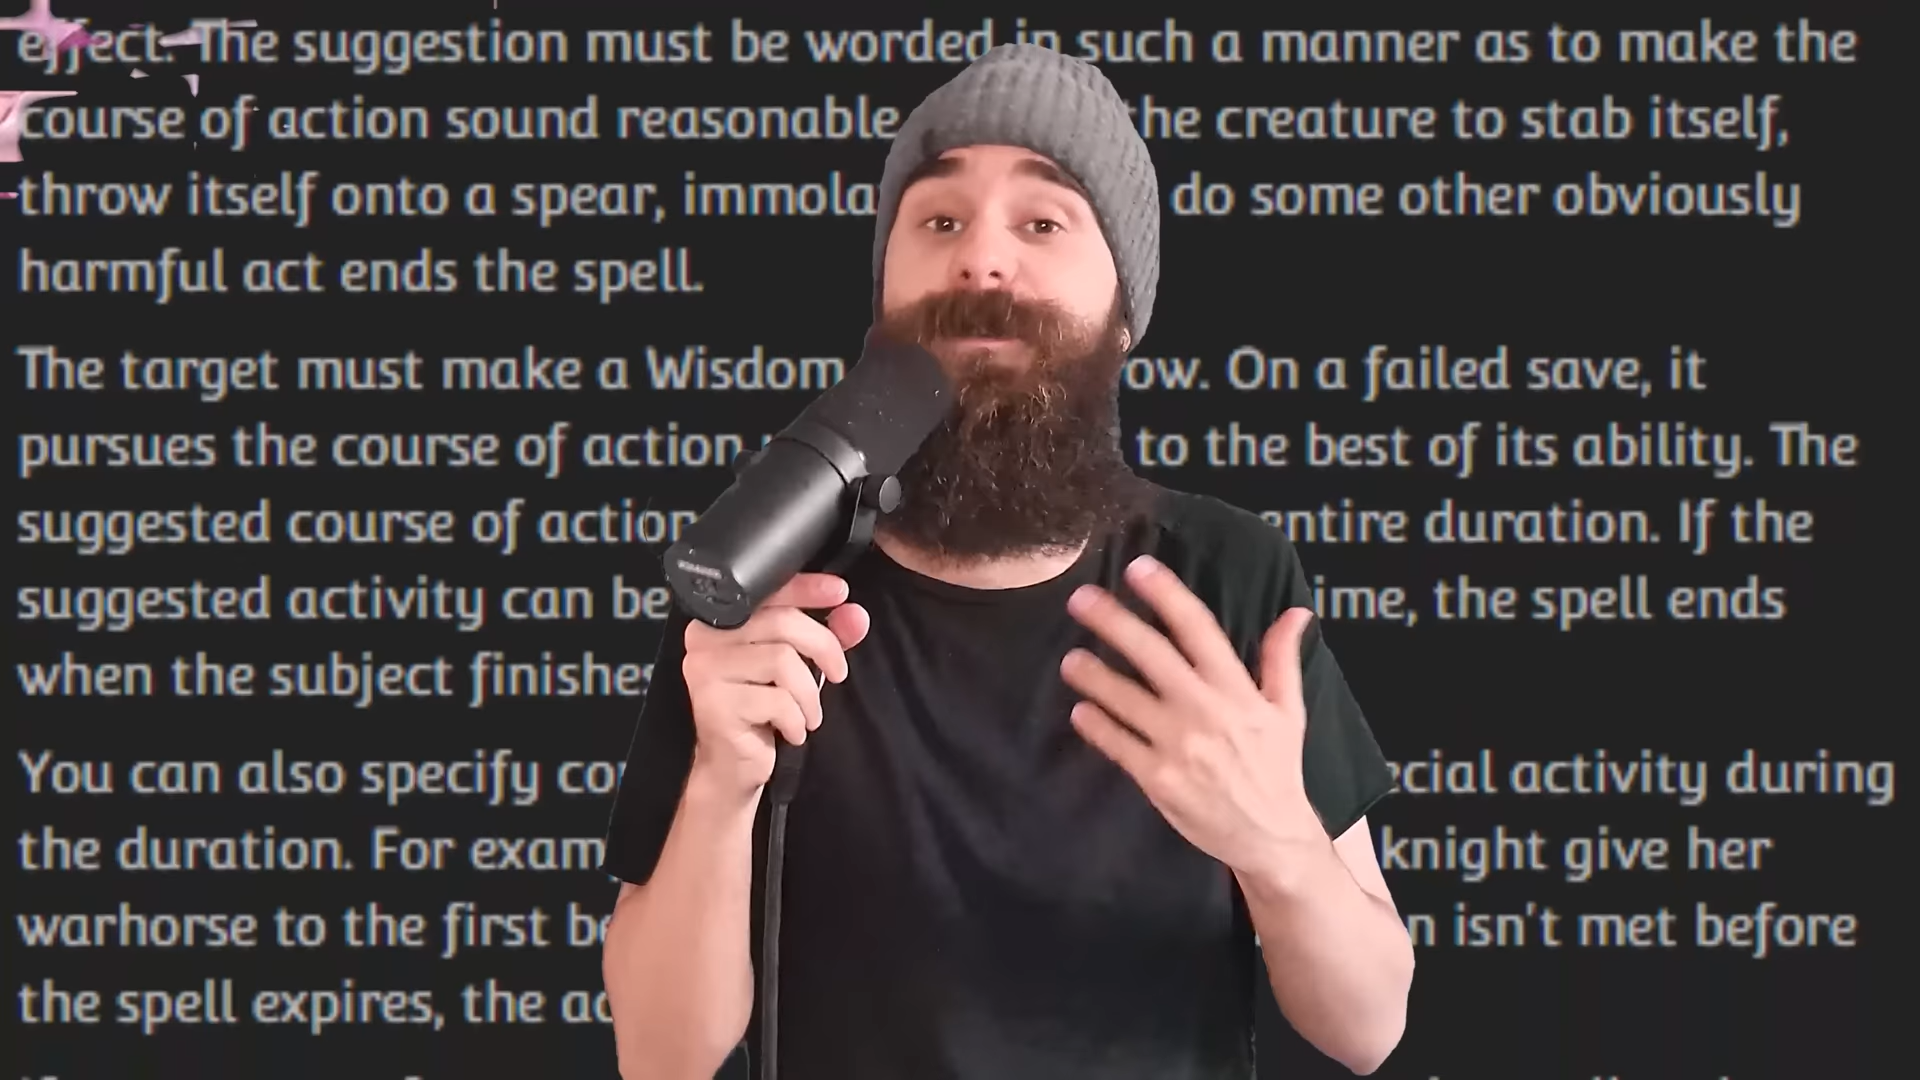 effect. The suggestion must be worded in such a manner as to make the
course of action sound reasonable he creature to stab itself,
throw itself onto a spear, immola do some other obviously
harmful act ends the spell.
The target must make a Wisdom ow. On a failed save, it
pursues the course of action to the best of its ability. The
suggested course of action entire duration. If the
suggested activity can be ime, the spell ends
when the subject finishes
You can also specify co ecial activity during
the duration. For exam knight give her
warhorse to the first be n isn't met before
the spell expires, the ac